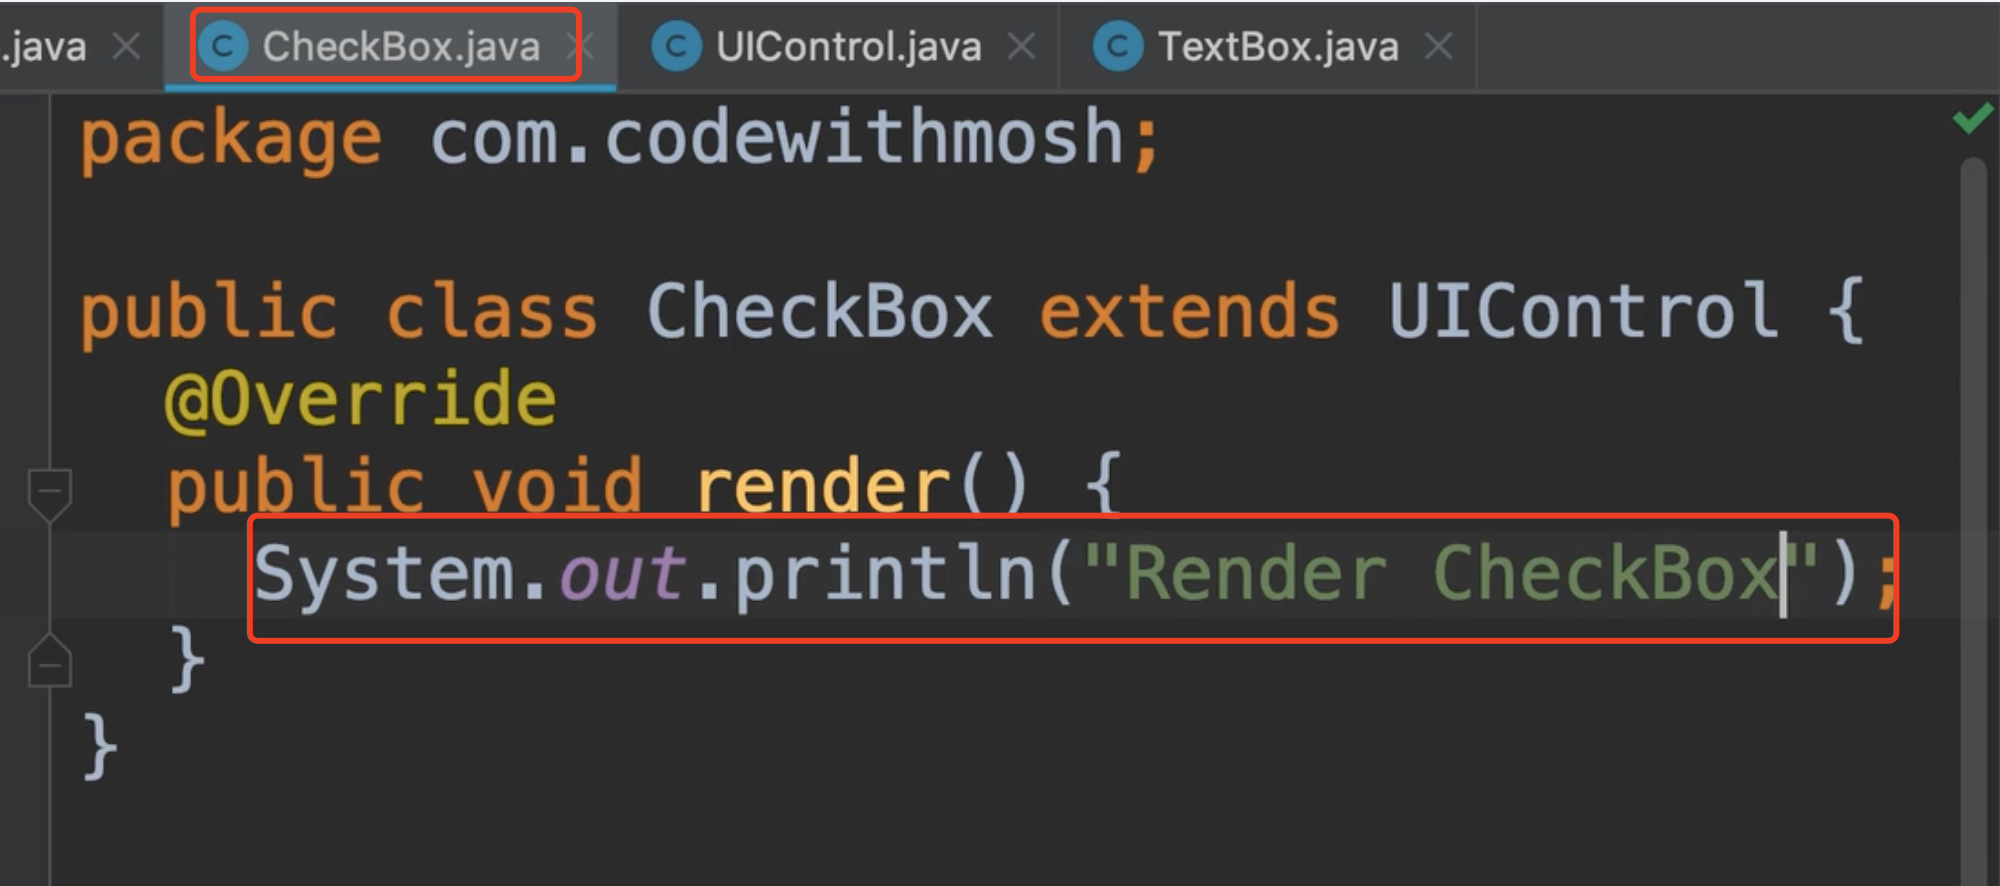 .java CheckBox.java UIControl.java TextBox.java
package com.codewithmosh;
public class CheckBox extends UIControl {
@Override
public void render() {
System.out.println("Render CheckBox");
}
}